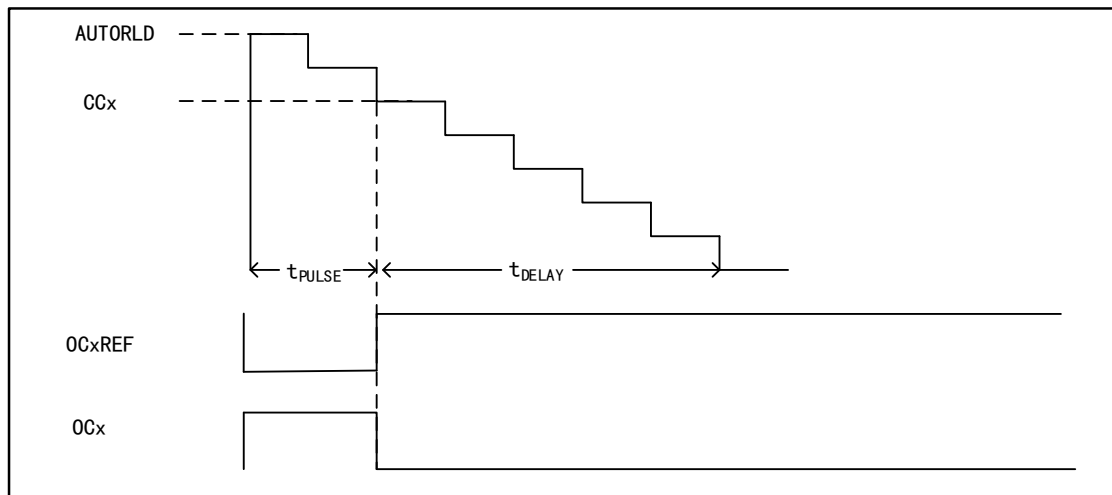 AUTORLD
CCx
tPULSE
tDELAY
OCxREF
OCx